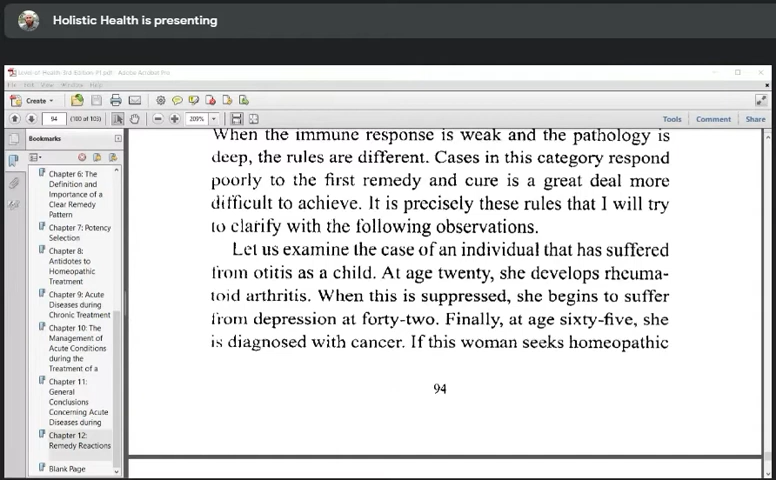 Holistic Health is presenting
Create
94
(100 of 103)
209%
Tools
Comment
Share
Bookmarks
Chapter 6: The
Definition and
Importance of a
Clear Remedy
Pattern
Chapter 7: Potency
Selection
Chapter 8:
Antidotes to
Homeopathic
Treatment
Chapter 9: Acute
Diseases during
Chronic Treatment
Chapter 10: The
Management of
Acute Conditions
during the
Treatment of a
Chapter 11:
General
Conclusions
Concerning Acute
Diseases during
Chapter 12:
Remedy Reactions
Blank Page
When the immune response is weak and the pathology is
deep, the rules are different. Cases in this category respond
poorly to the first remedy and cure is a great deal more
difficult to achieve. It is precisely these rules that I will try
to clarify with the following observations.
Let us examine the case of an individual that has suffered
from otitis as a child. At age twenty, she develops rheuma-
toid arthritis. When this is suppressed, she begins to suffer
from depression at forty-two. Finally, at age sixty-five, she
is diagnosed with cancer. If this woman seeks homeopathic
94